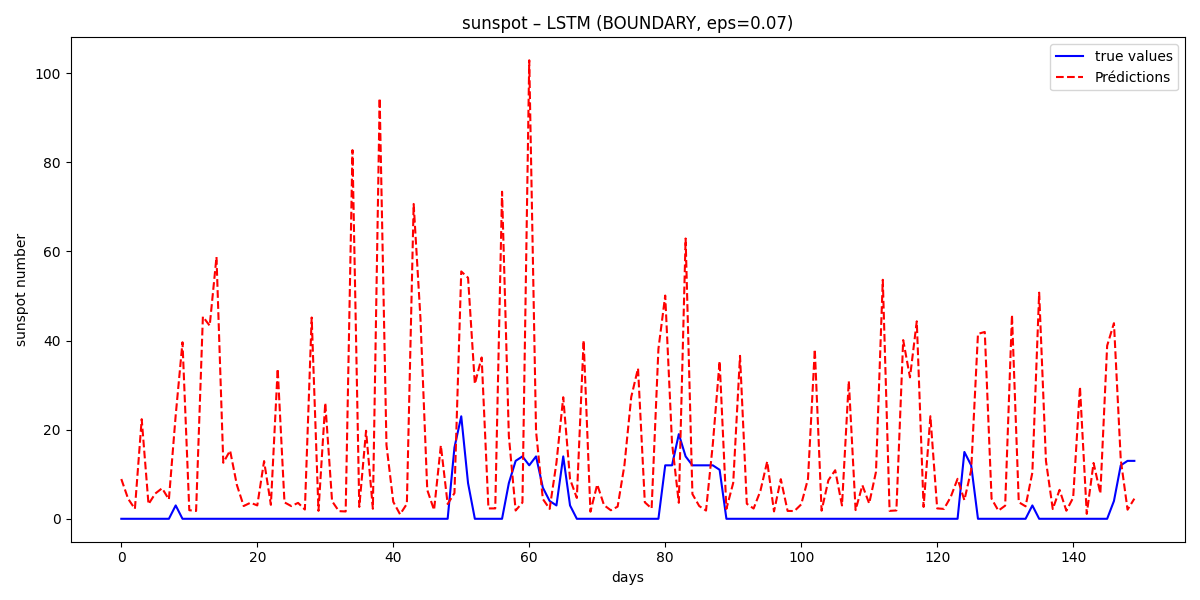 sunspot – LSTM (BOUNDARY, eps=0.07)
true values
Prédictions
sunspot number
100
80
60
40
20
0
0 20 40 60 80 100 120 140
days